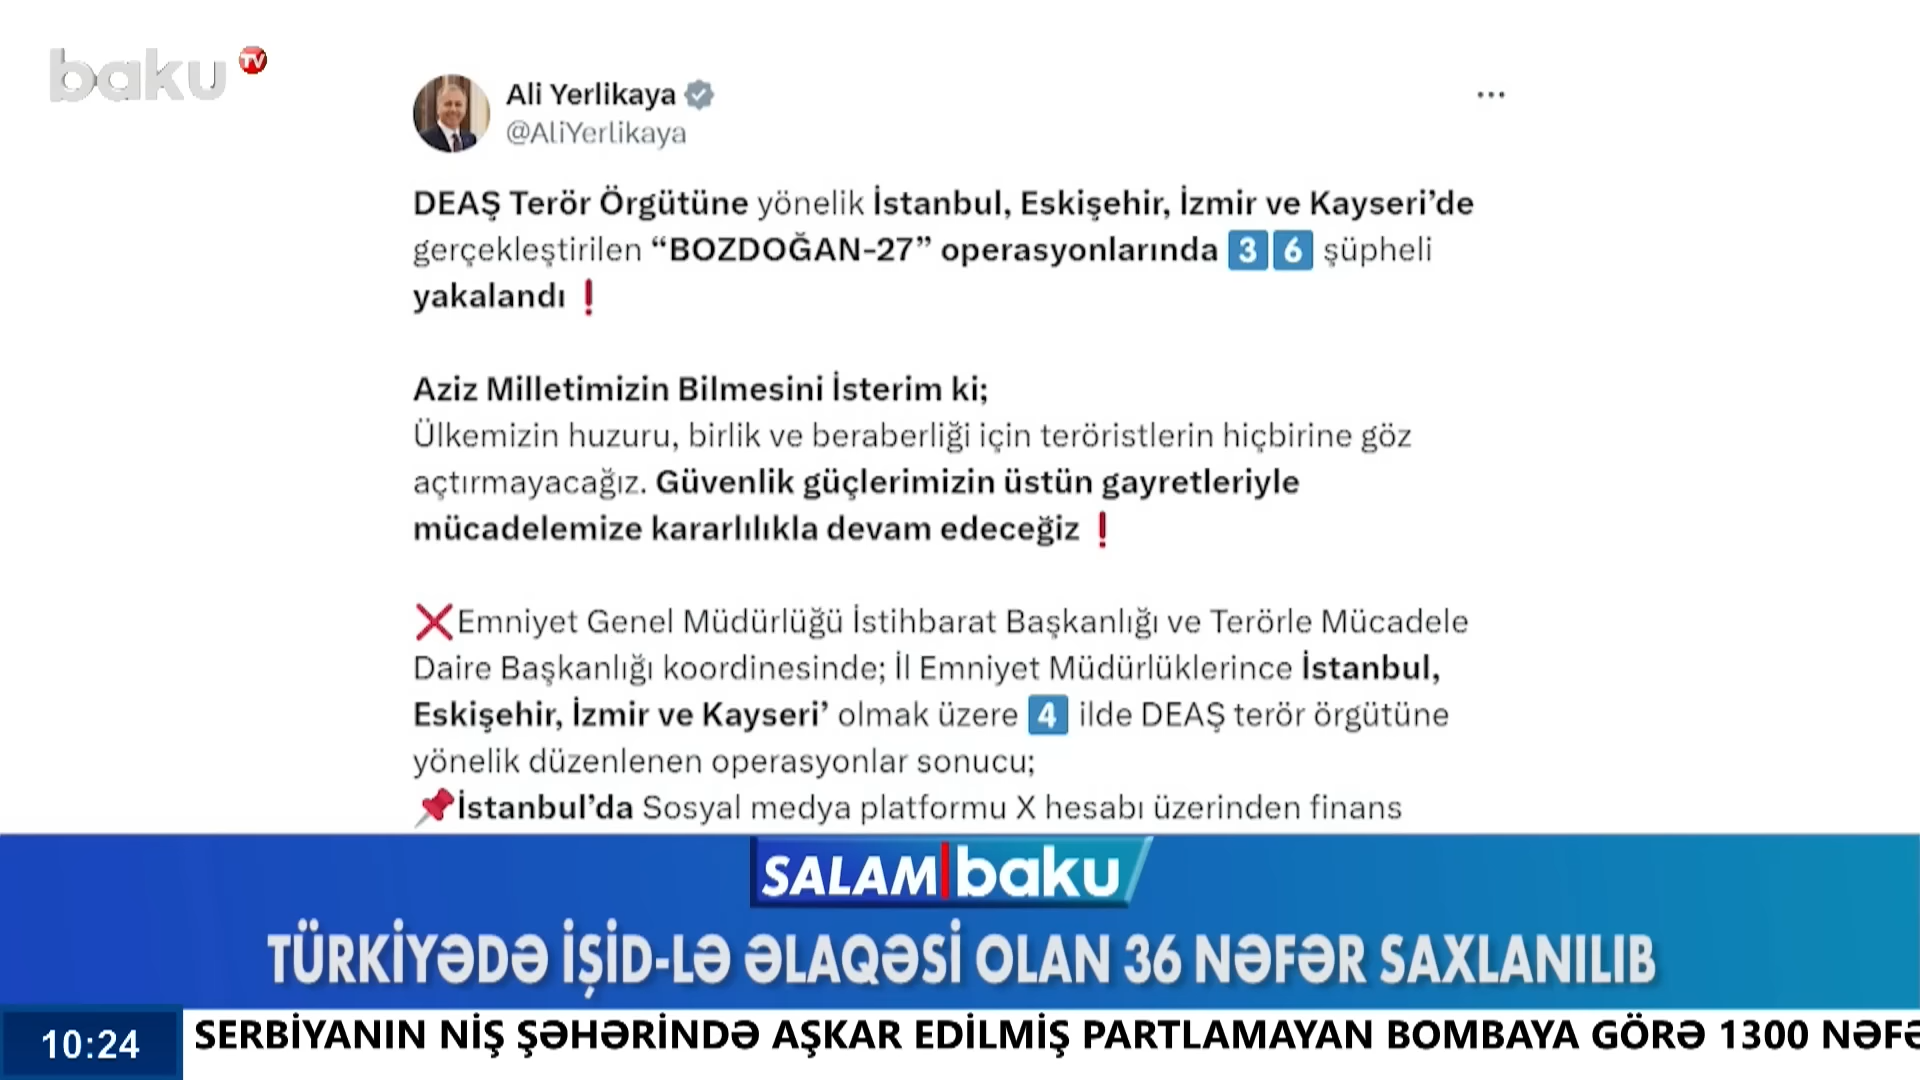 baku TV
Ali Yerlikaya
@AliYerlikaya
DEAŞ Terör Örgütüne yönelik İstanbul, Eskişehir, İzmir ve Kayseri’de
gerçekleştirilen “BOZDOĞAN-27” operasyonlarında 3 6 şüpheli
yakalandı❗
Aziz Milletimizin Bilmesini İsterim ki;
Ülkemizin huzuru, birlik ve beraberliği için teröristlerin hiçbirine göz
açtırmayacağız. Güvenlik güçlerimizin üstün gayretleriyle
mücadelemize kararlılıkla devam edeceğiz❗
❌Emniyet Genel Müdürlüğü İstihbarat Başkanlığı ve Terörle Mücadele
Daire Başkanlığı koordinesinde; İl Emniyet Müdürlüklerince İstanbul,
Eskişehir, İzmir ve Kayseri’ olmak üzere 4 ilde DEAŞ terör örgütüne
yönelik düzenlenen operasyonlar sonucu;
📌İstanbul’da Sosyal medya platformu X hesabı üzerinden finans
SALAM baku
TÜRKİYƏDƏ İŞİD-LƏ ƏLAQƏSİ OLAN 36 NƏFƏR SAXLANILIB
10:24 SERBİYANIN NİŞ ŞƏHƏRİNDƏ AŞKAR EDİLMİŞ PARTLAMAYAN BOMBAYA GÖRƏ 1300 NƏFƏ